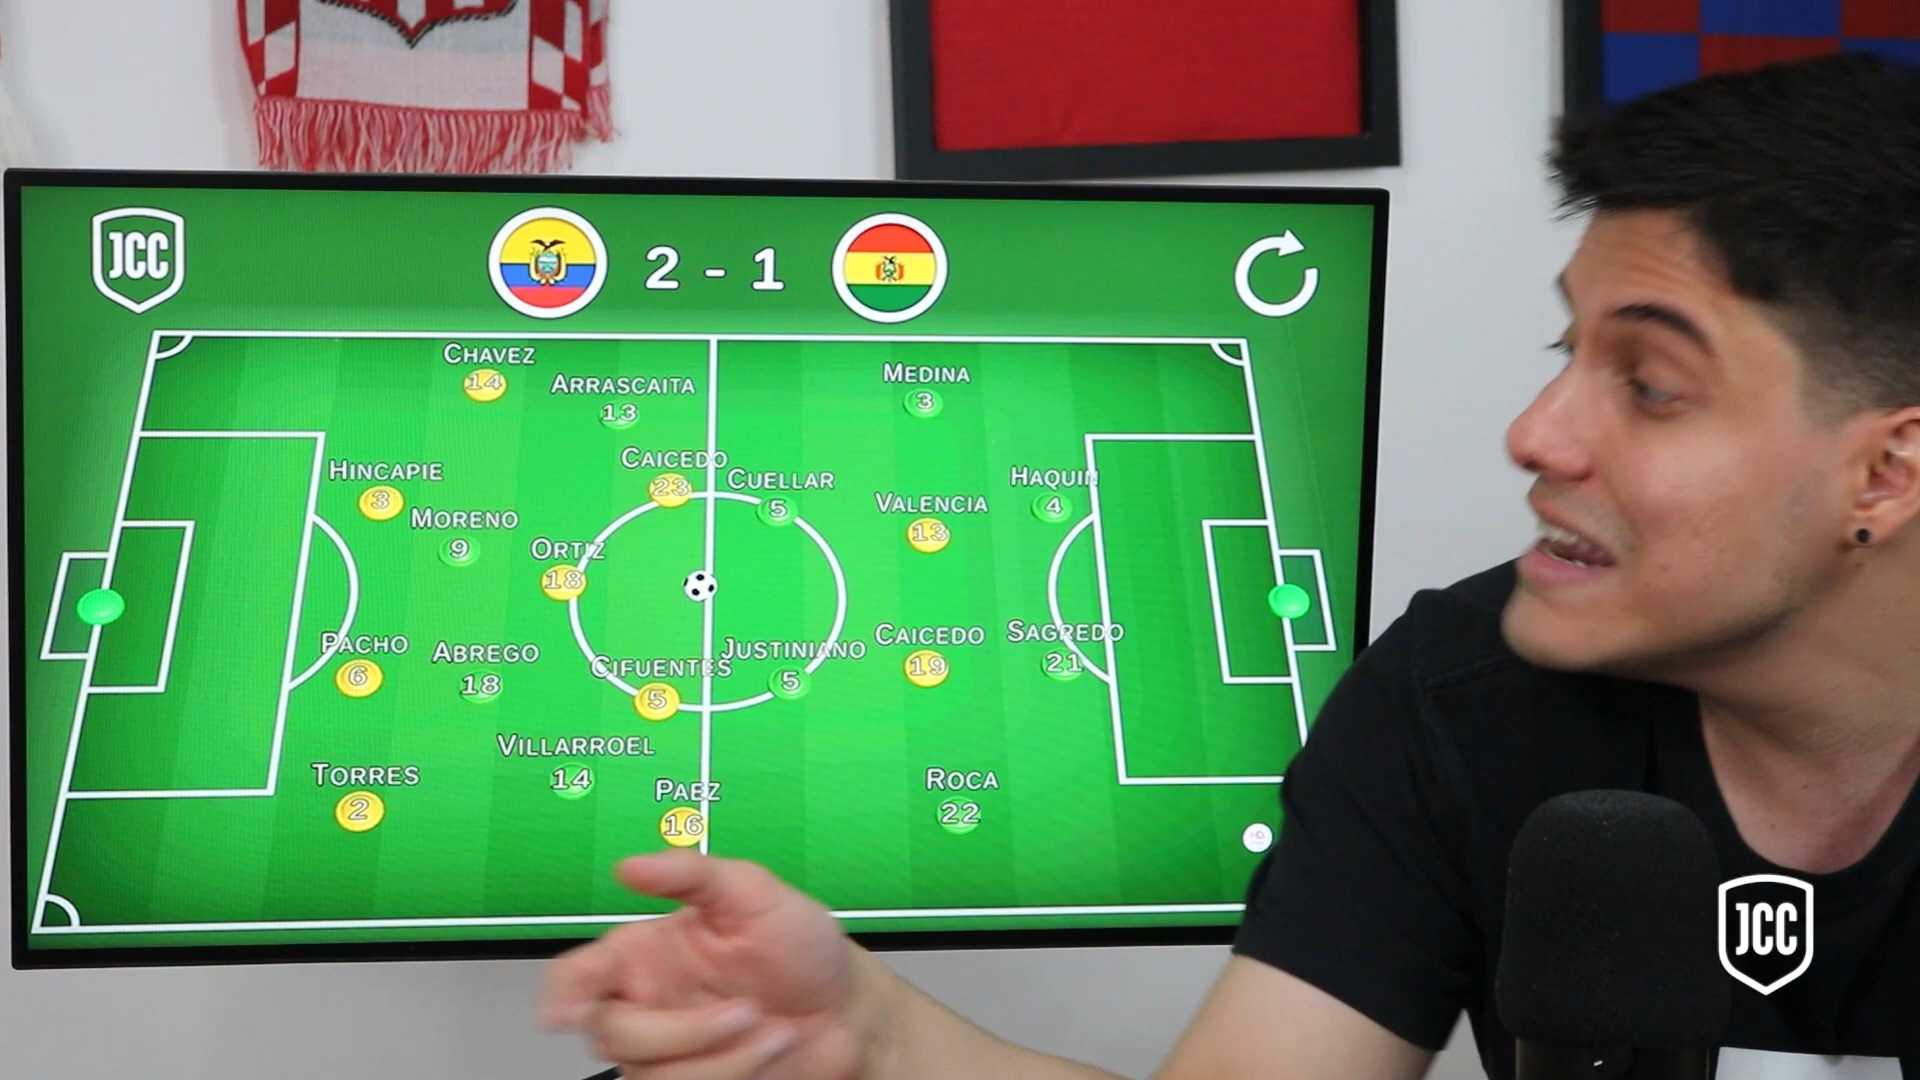 JCC
2 - 1
CHAVEZ
14
ARRASCAITA
13
MEDINA
3
HINCAPIE
3
CAICEDO
23
CUELLAR
5
HAQUIN
4
VALENCIA
13
MORENO
9
ORTIZ
18
PACHO
6
ABREGO
18
CIFUENTES
5
JUSTINIANO
5
CAICEDO
19
SAGREDO
21
VILLARROEL
14
TORRES
2
PAEZ
16
ROCA
22
JCC